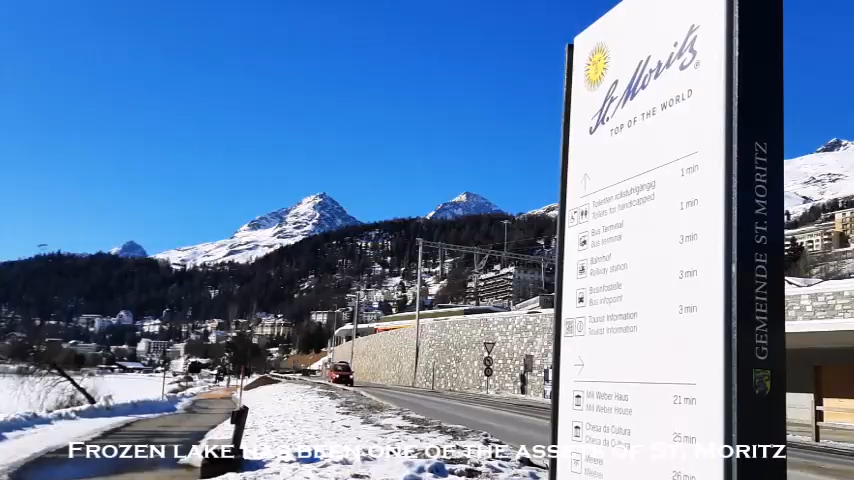 St. Moritz®
TOP OF THE WORLD
Toiletten rollstuhlgängig 1 min
Toilets for handicapped
Bus Terminal 1 min
Bus terminal
Bahnhof 3 min
Railway station
Businfostelle 3 min
Businfopoint
Tourist Information 3 min
Tourist Information
Mili Weber Haus 21 min
Mili Weber House
Chesa da Cultura 25 min
Chesa da Cultura
26 min
GEMEINDE ST. MORITZ
FROZEN LAKE HAS BEEN ONE OF THE ASSETS OF ST. MORITZ